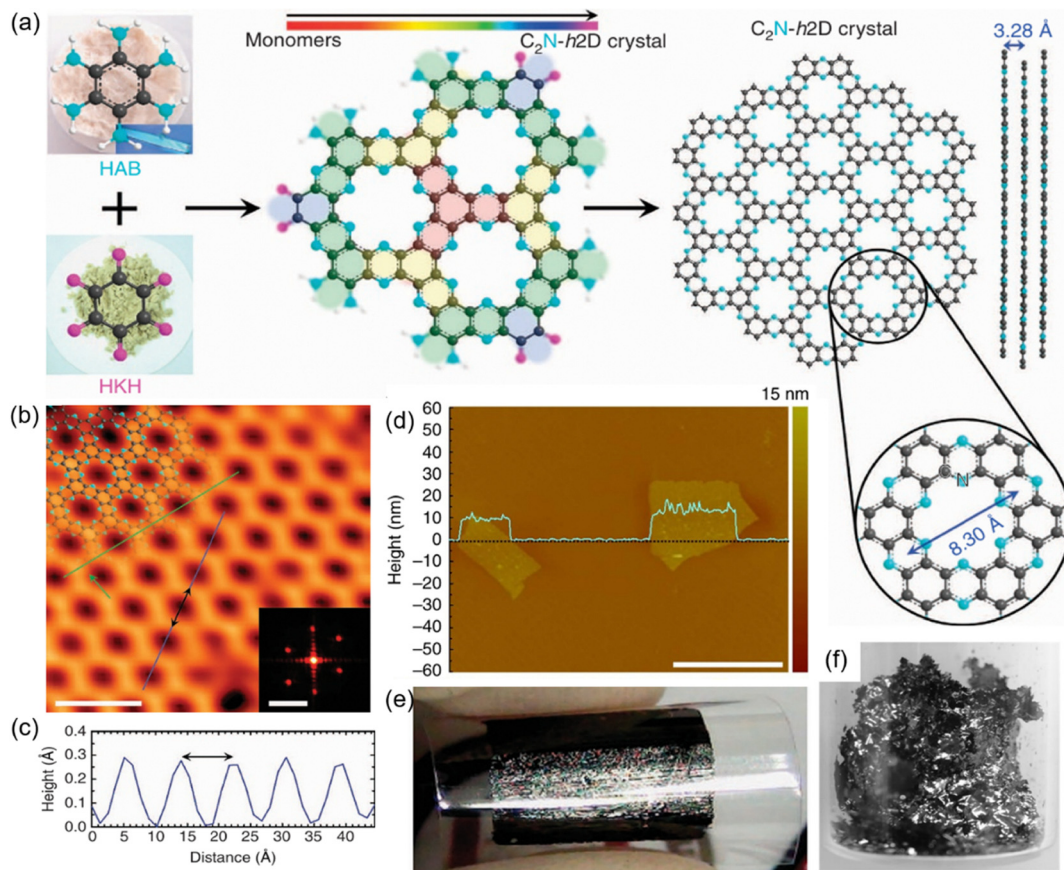 (a)
Monomers
C₂N-h2D crystal
C₂N-h2D crystal
3.28 Å
HAB
+
HKH
C
N
8.30 Å
(b)
(c)
Height (Å)
0.4
0.3
0.2
0.1
0.0
0 5 10 15 20 25 30 35 40
Distance (Å)
(d)
15 nm
Height (nm)
60
50
40
30
20
10
0
−10
−20
−30
−40
−50
−60
(e)
(f)